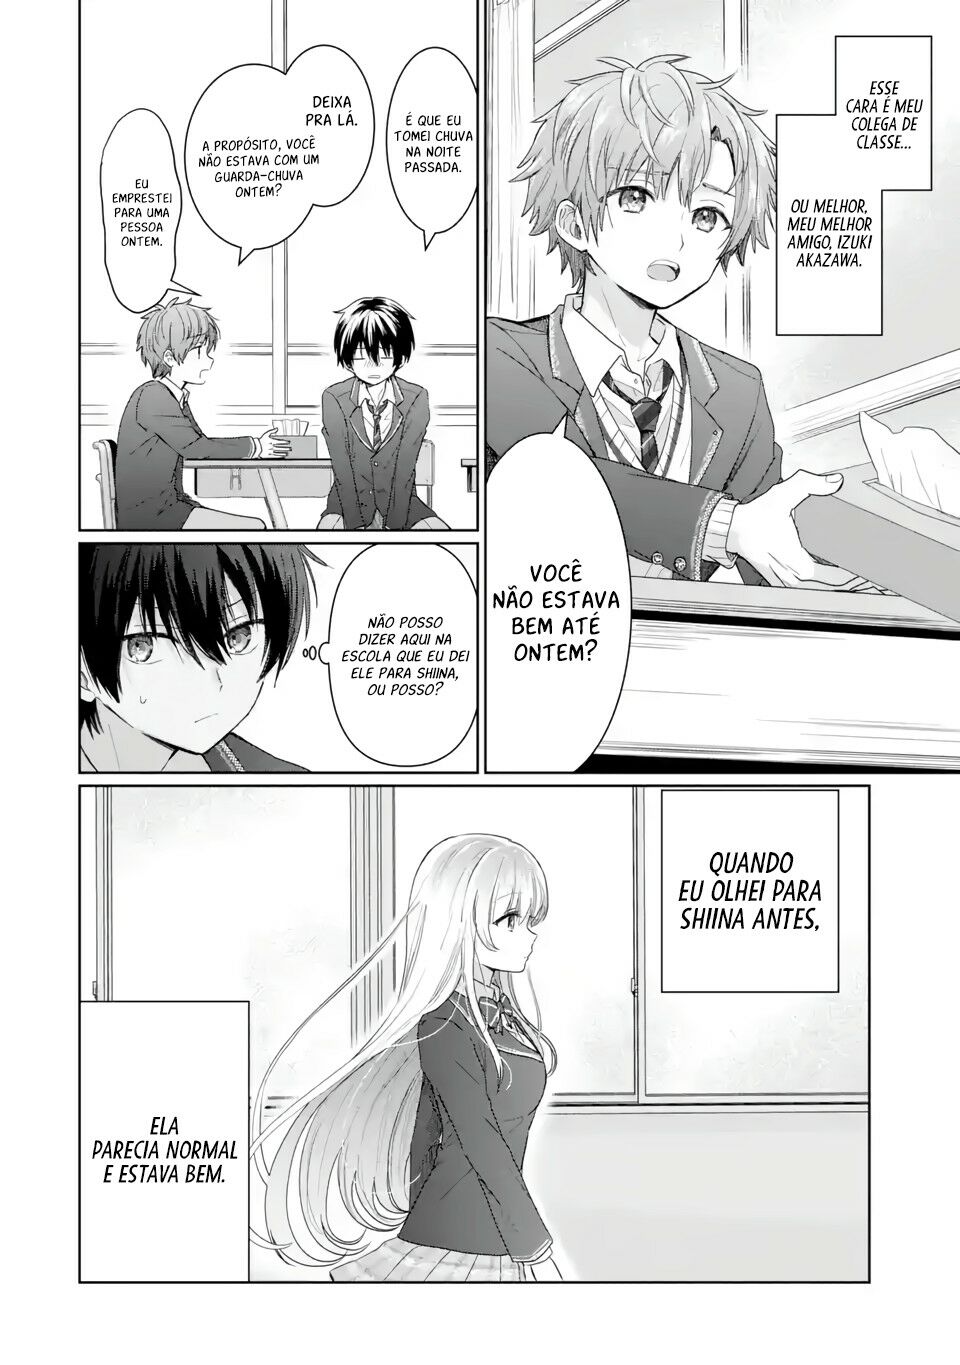 ESSE
CARA É MEU
COLEGA DE
CLASSE...
OU MELHOR,
MEU MELHOR
AMIGO, IZUKI
AKAZAWA.
VOCÊ
NÃO ESTAVA
BEM ATÉ
ONTEM?
É QUE EU
TOMEI CHUVA
NA NOITE
PASSADA.
DEIXA
PRA LÁ.
A PROPÓSITO, VOCÊ
NÃO ESTAVA COM UM
GUARDA-CHUVA
ONTEM?
EU
EMPRESTEI
PARA UMA
PESSOA
ONTEM.
NÃO POSSO
DIZER AQUI NA
ESCOLA QUE EU DEI
ELE PARA SHIINA,
OU POSSO?
QUANDO
EU OLHEI PARA
SHIINA ANTES,
ELA
PARECIA NORMAL
E ESTAVA BEM.